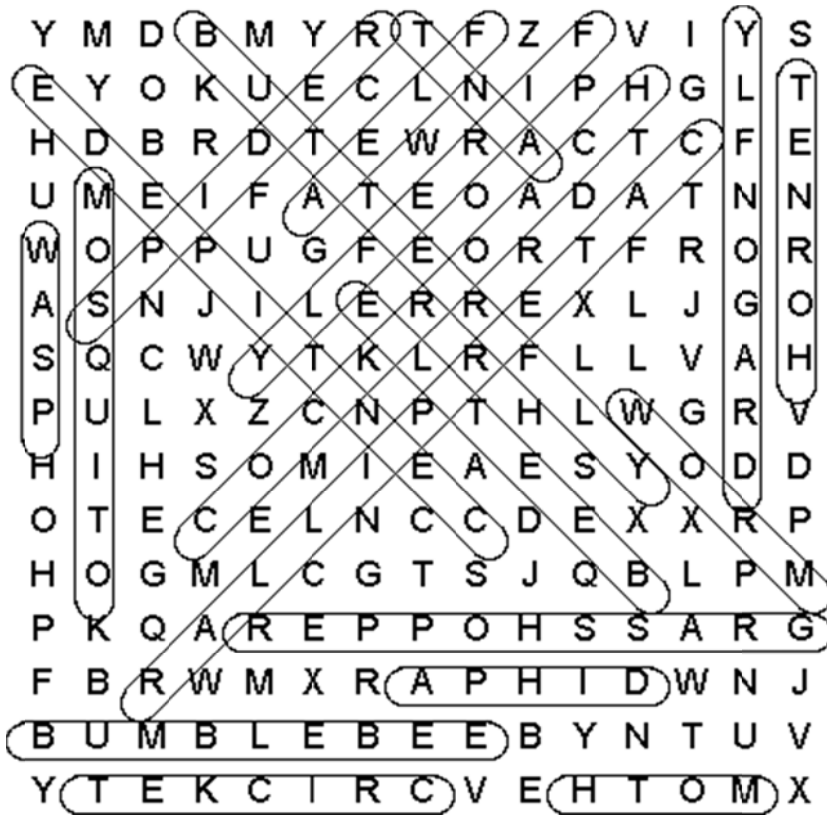 Y M D B M Y R T F Z F V I Y S
E Y O K U E C L N I P H G L T
H D B R D T E W R A C T C F E
U M E I F A T E O A D A T N N
W O P P U G F E O R T F R O R
A S N J I L E R R E X L J G O
S Q C W Y T K L R F L L V A H
P U L X Z C N P T H L W G R V
H I H S O M I E A E S Y O D D
O T E C E L N C C D E X X R P
H O G M L C G T S J Q B L P M
P K Q A R E P P O H S S A R G
F B R W M X R A P H I D W N J
B U M B L E B E E B Y N T U V
Y T E K C I R C V E H T O M X